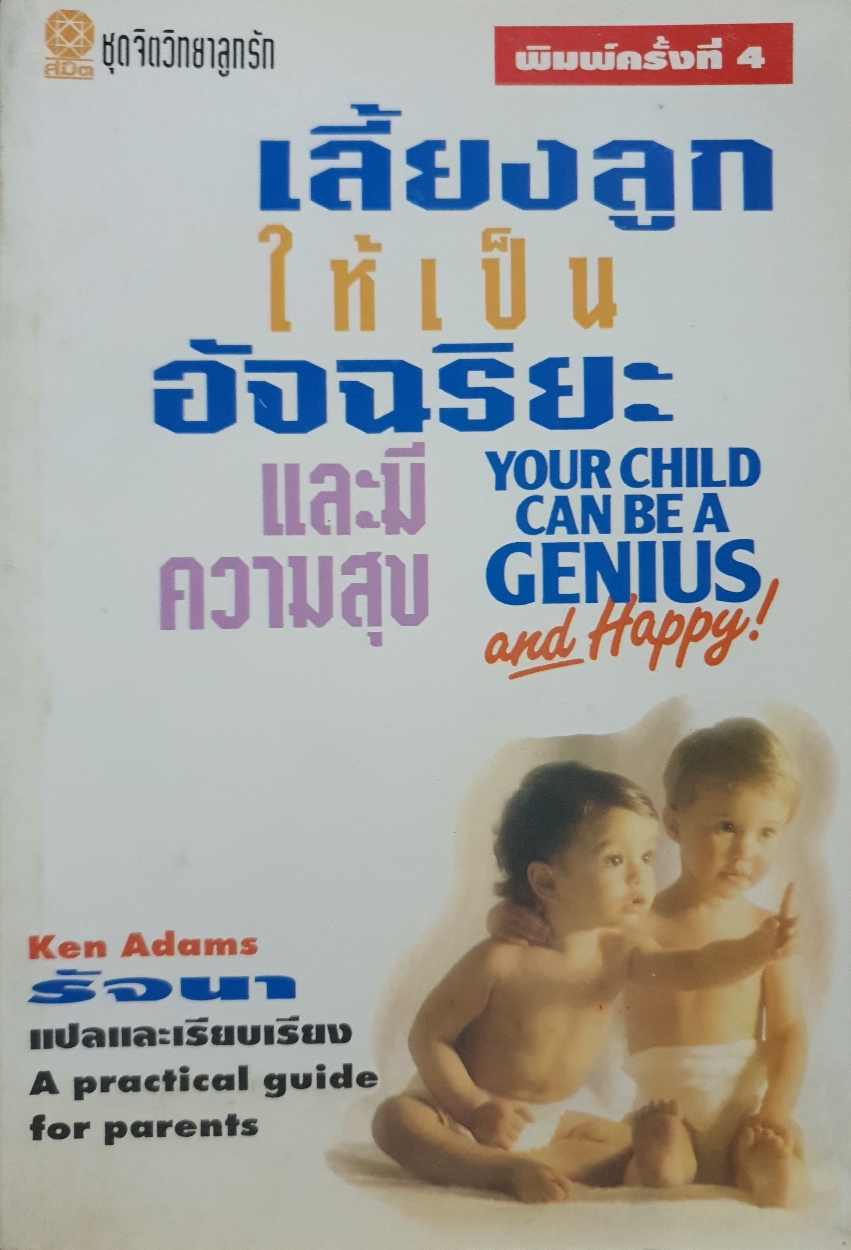 สมิต
ชุดจิตวิทยาลูกรัก
พิมพ์ครั้งที่ 4
เลี้ยงลูก
ให้เป็น
อัจฉริยะ
และมี
ความสุข
YOUR CHILD
CAN BE A
GENIUS
and Happy!
Ken Adams
รัจนา
แปลและเรียบเรียง
A practical guide
for parents